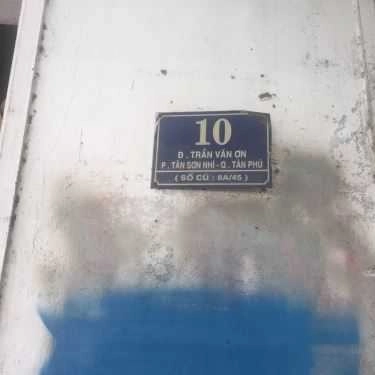 10
Đ. TRẦN VĂN ƠN
P. TÂN SƠN NHÌ - Q. TÂN PHÚ
( SỐ CŨ : 8A/45 )